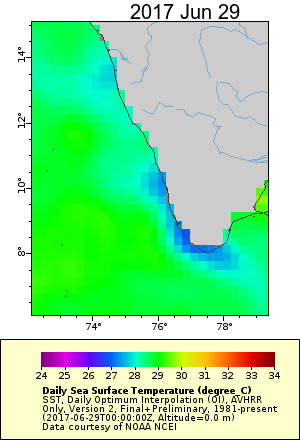 2017 Jun 29
14°
12°
10°
8°
74° 76° 78°
24 25 26 27 28 29 30 31 32 33 34
Daily Sea Surface Temperature (degree_C)
SST, Daily Optimum Interpolation (OI), AVHRR
Only, Version 2, Final+Preliminary, 1981-present
(2017-06-29T00:00:00Z, Altitude=0.0 m)
Data courtesy of NOAA NCEI